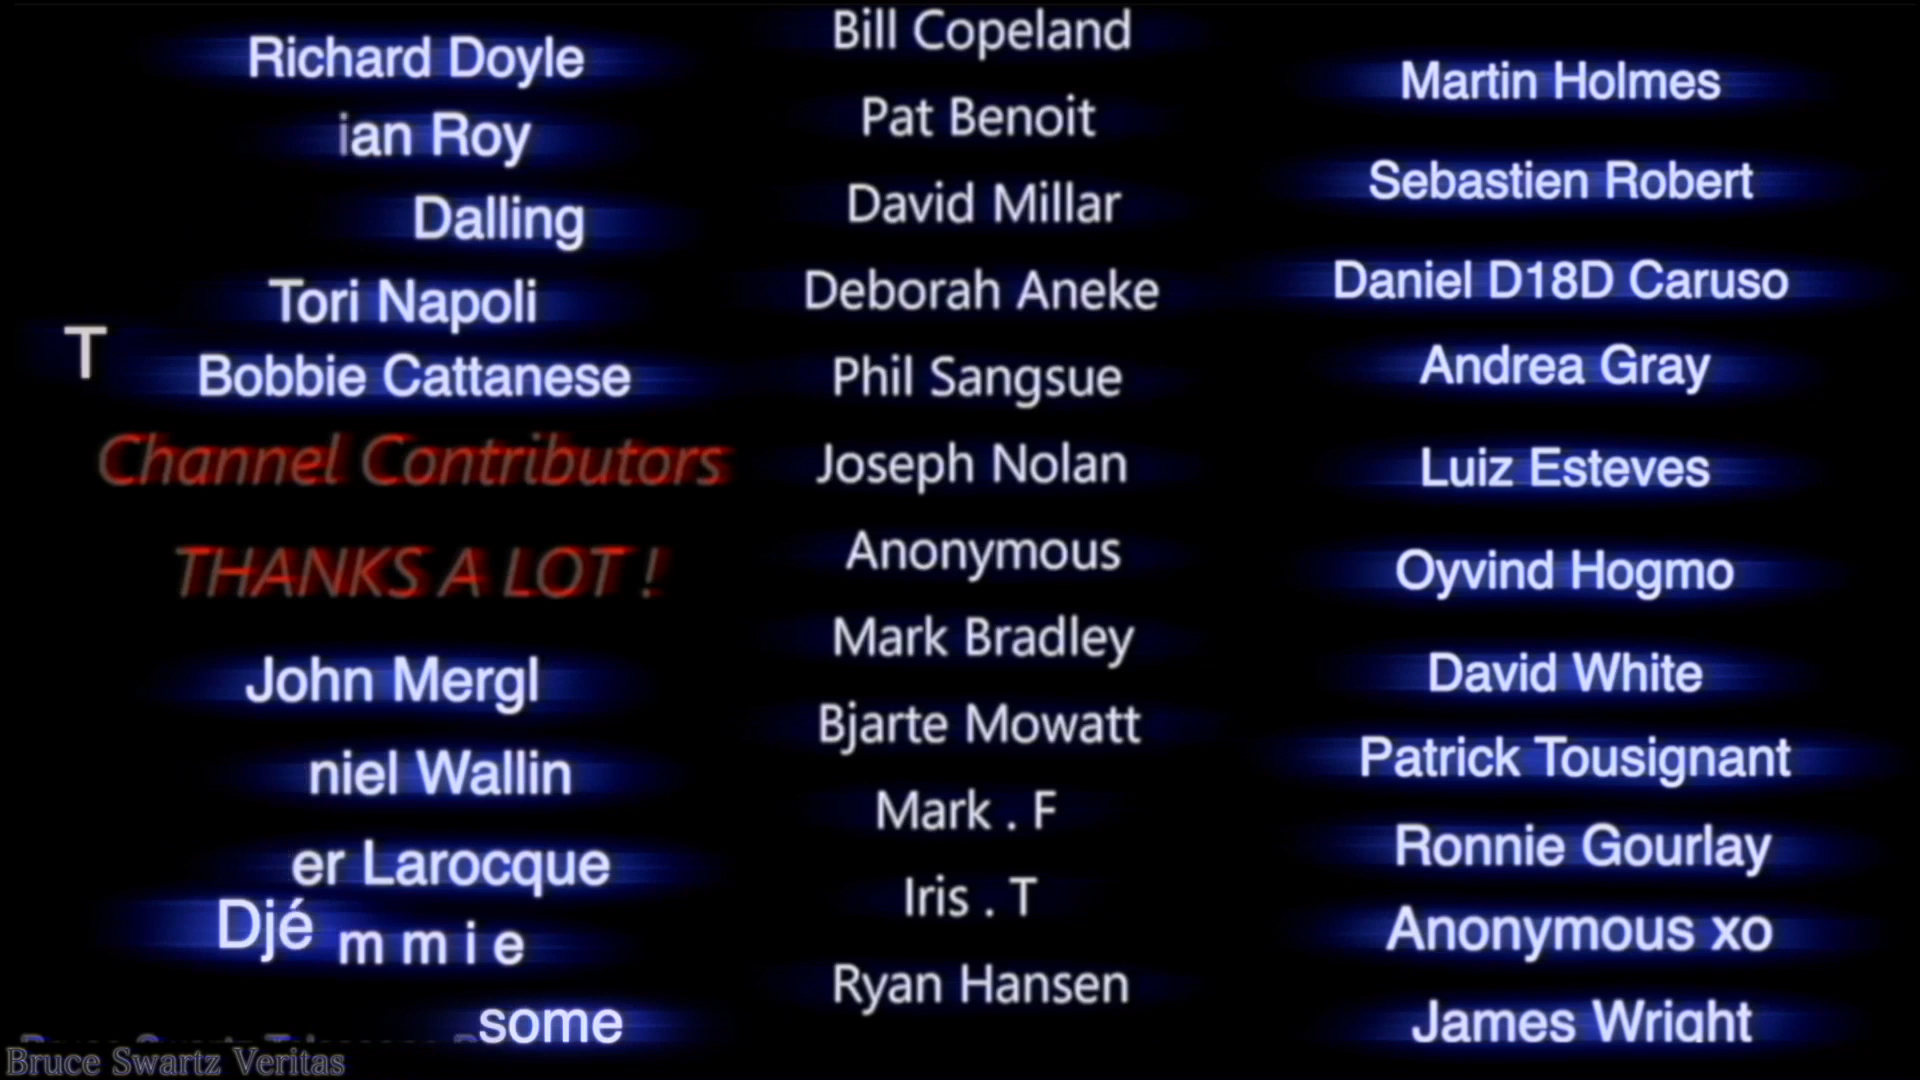 Richard Doyle
ian Roy
Dalling
Tori Napoli
T
Bobbie Cattanese
Channel Contributors
THANKS A LOT !
John Mergl
niel Wallin
er Larocque
Djé
m m i e
some
Bruce Swartz Veritas
Bill Copeland
Pat Benoit
David Millar
Deborah Aneke
Phil Sangsue
Joseph Nolan
Anonymous
Mark Bradley
Bjarte Mowatt
Mark . F
Iris . T
Ryan Hansen
Martin Holmes
Sebastien Robert
Daniel D18D Caruso
Andrea Gray
Luiz Esteves
Oyvind Hogmo
David White
Patrick Tousignant
Ronnie Gourlay
Anonymous xo
James Wright